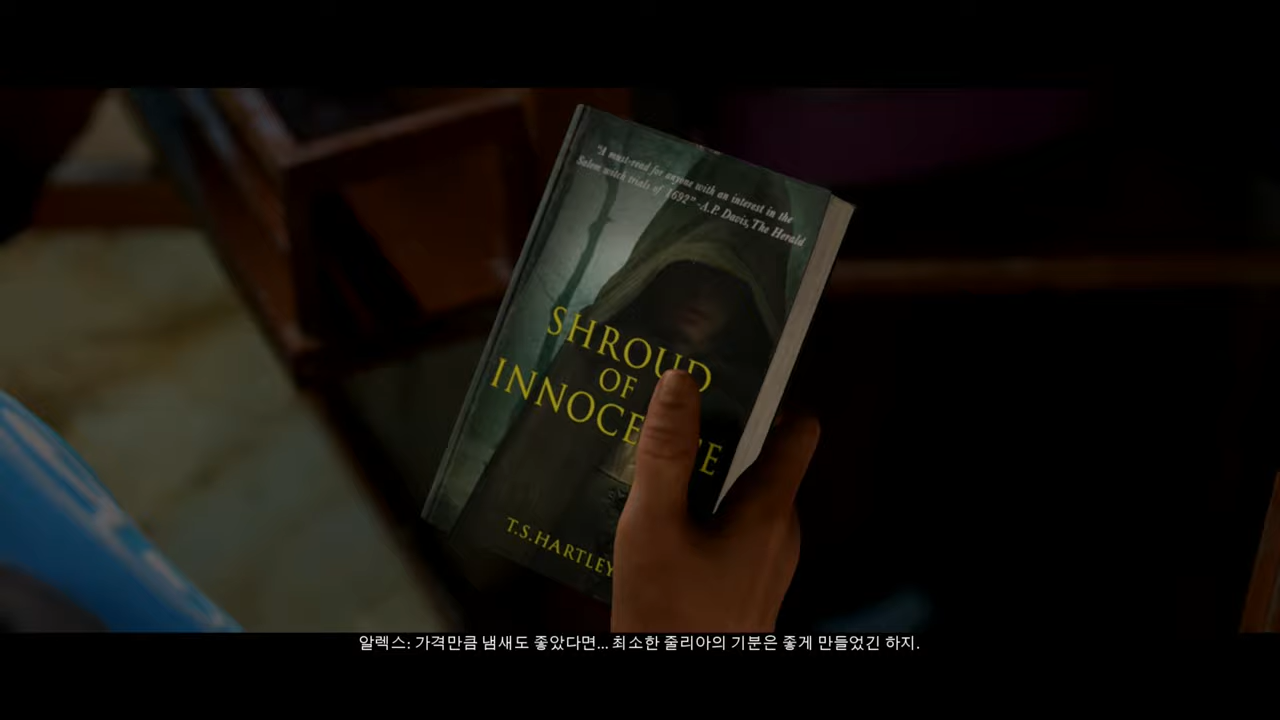 "A must-read for anyone with an interest in the
Salem witch trials of 1692" -A.P. Davis, The Herald
SHROUD
OF
INNOCE
E
T.S.HARTLEY
알렉스: 가격만큼 냄새도 좋았다면... 최소한 줄리아의 기분은 좋게 만들었긴 하지.